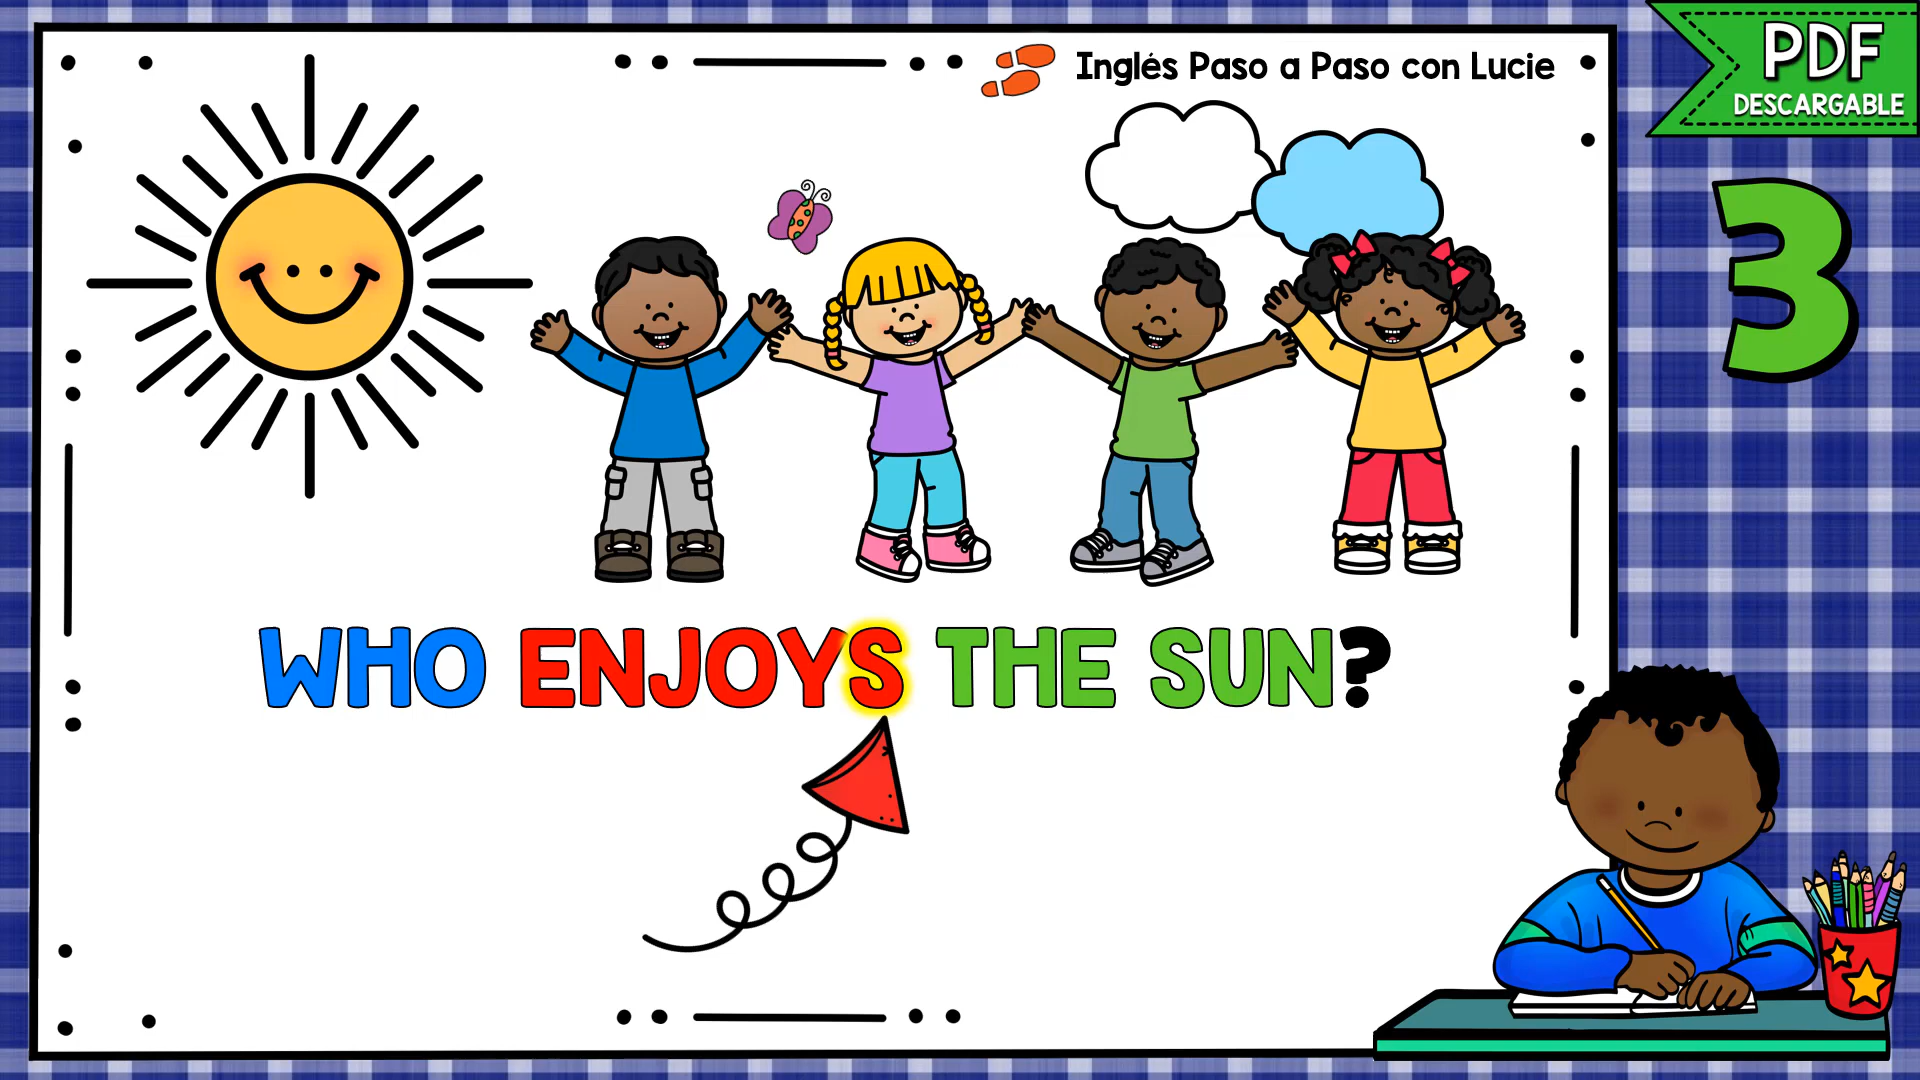 Inglés Paso a Paso con Lucie
PDF
DESCARGABLE
3
WHO ENJOYS THE SUN?